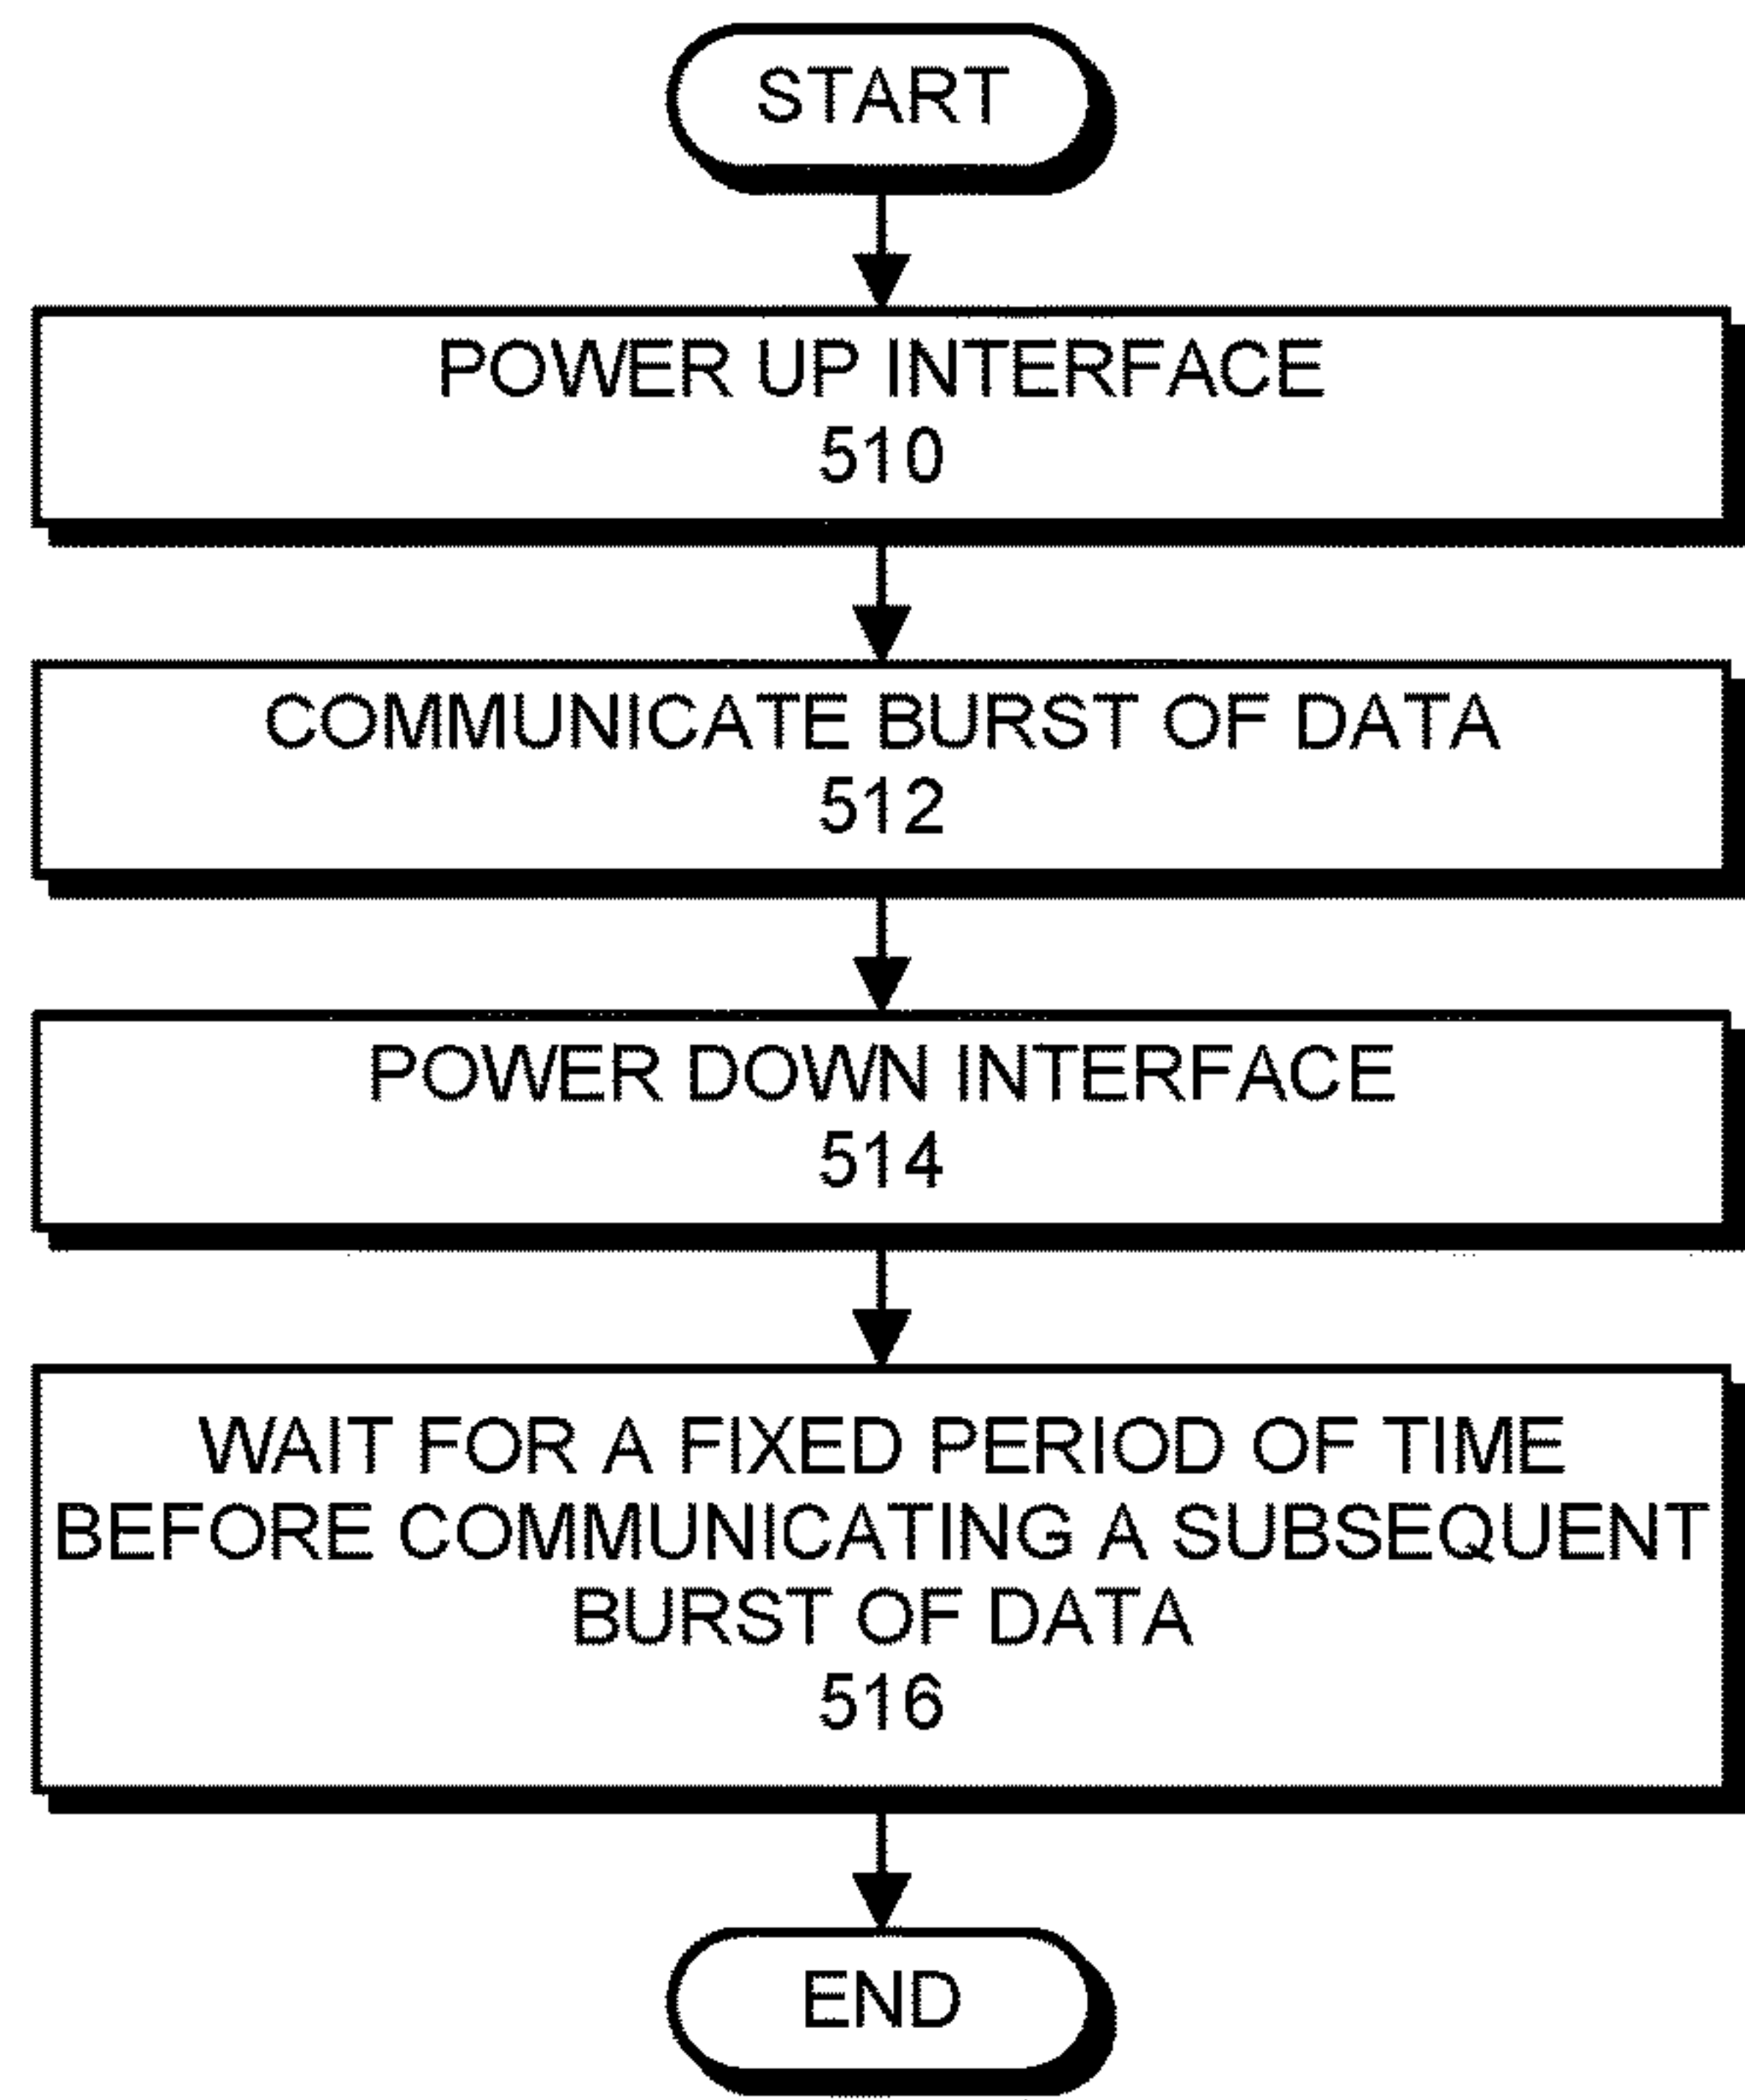 START
POWER UP INTERFACE
510
COMMUNICATE BURST OF DATA
512
POWER DOWN INTERFACE
514
WAIT FOR A FIXED PERIOD OF TIME
BEFORE COMMUNICATING A SUBSEQUENT
BURST OF DATA
516
END